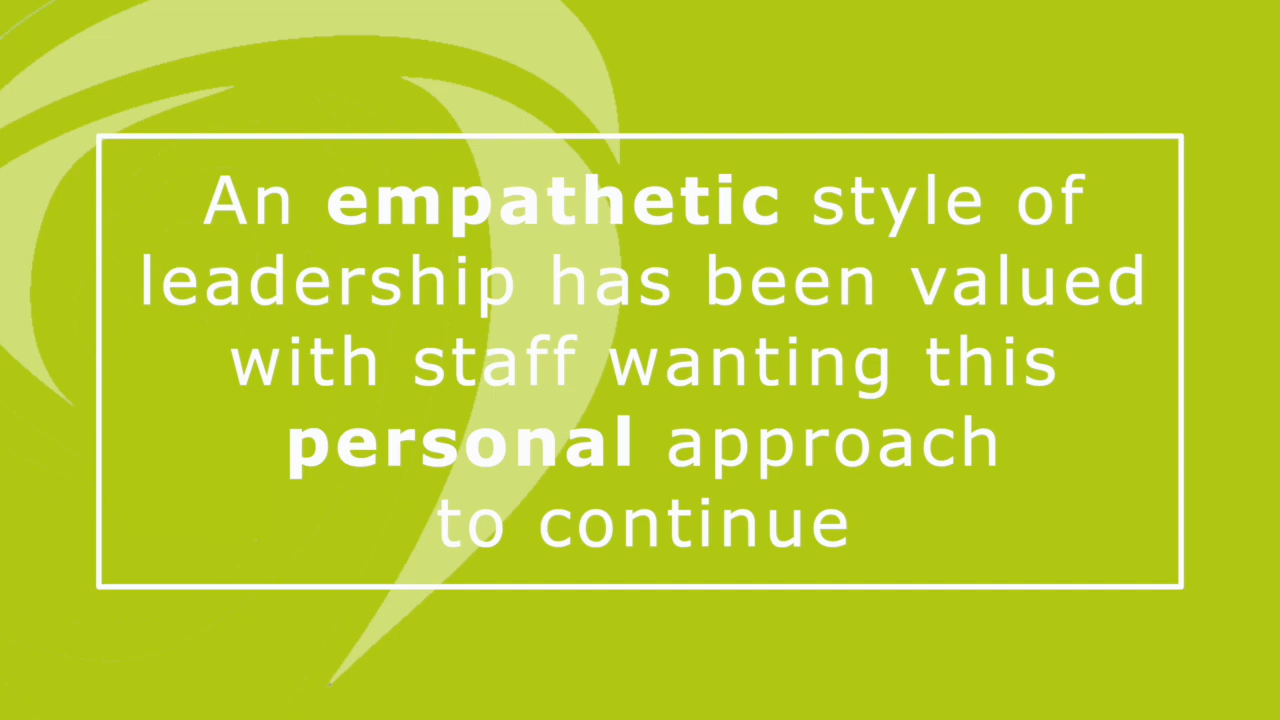 An empathetic style of
leadership has been valued
with staff wanting this
personal approach
to continue